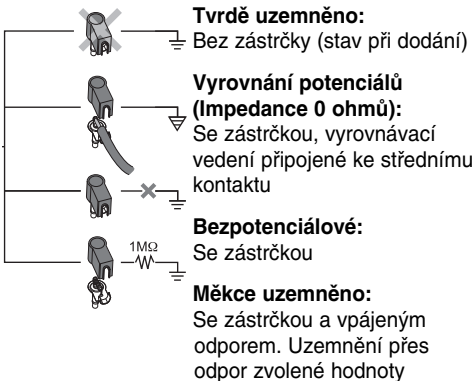 Tvrdě uzemněno:
Bez zástrčky (stav při dodání)
Vyrovnání potenciálů
(Impedance 0 ohmů):
Se zástrčkou, vyrovnávací
vedení připojené ke střednímu
kontaktu
Bezpotenciálové:
Se zástrčkou
1MΩ
Měkce uzemněno:
Se zástrčkou a vpájeným
odporem. Uzemnění přes
odpor zvolené hodnoty